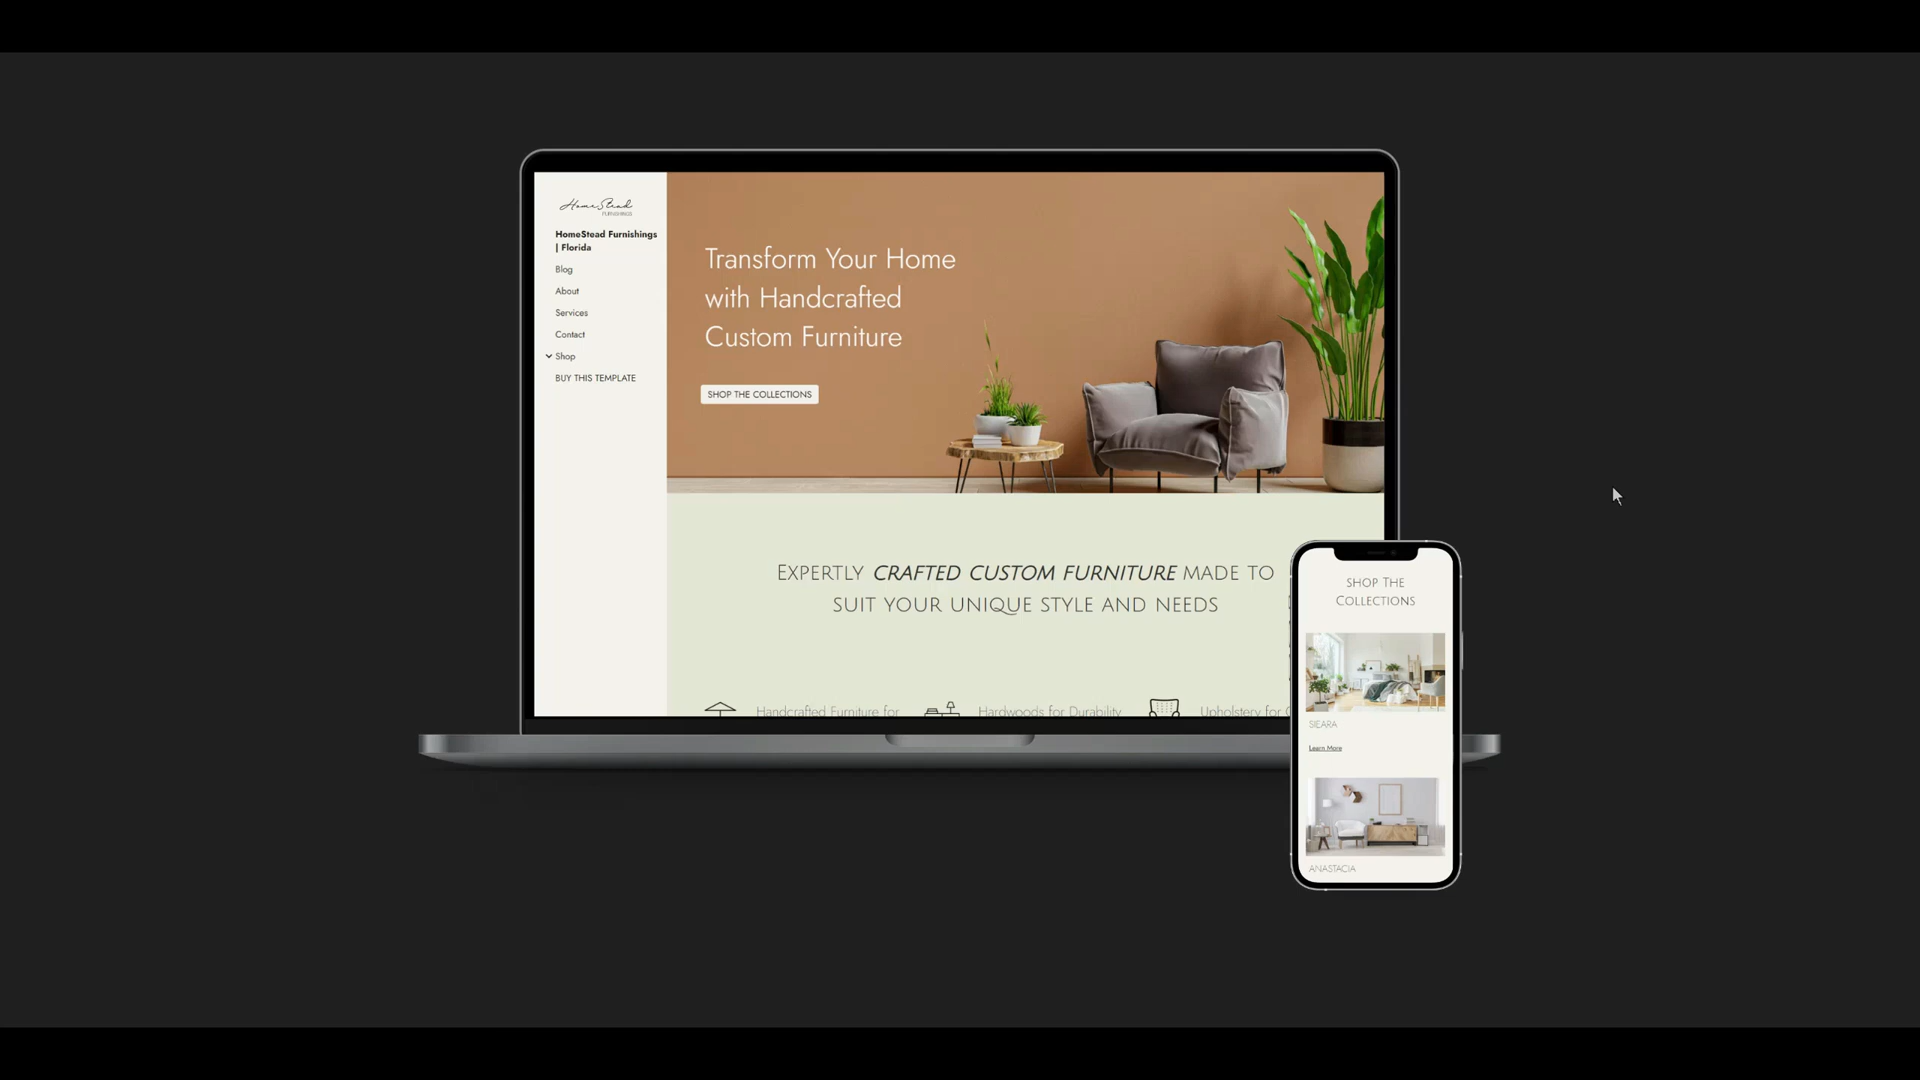 HomeStead
FURNISHINGS
HomeStead Furnishings
| Florida
Blog
About
Services
Contact
Shop
BUY THIS TEMPLATE
Transform Your Home
with Handcrafted
Custom Furniture
SHOP THE COLLECTIONS
EXPERTLY CRAFTED CUSTOM FURNITURE MADE TO
SUIT YOUR UNIQUE STYLE AND NEEDS
Handcrafted Furniture for
Hardwoods for Durability
Upholstery for
SHOP THE
COLLECTIONS
SIEARA
Learn More
ANASTACIA